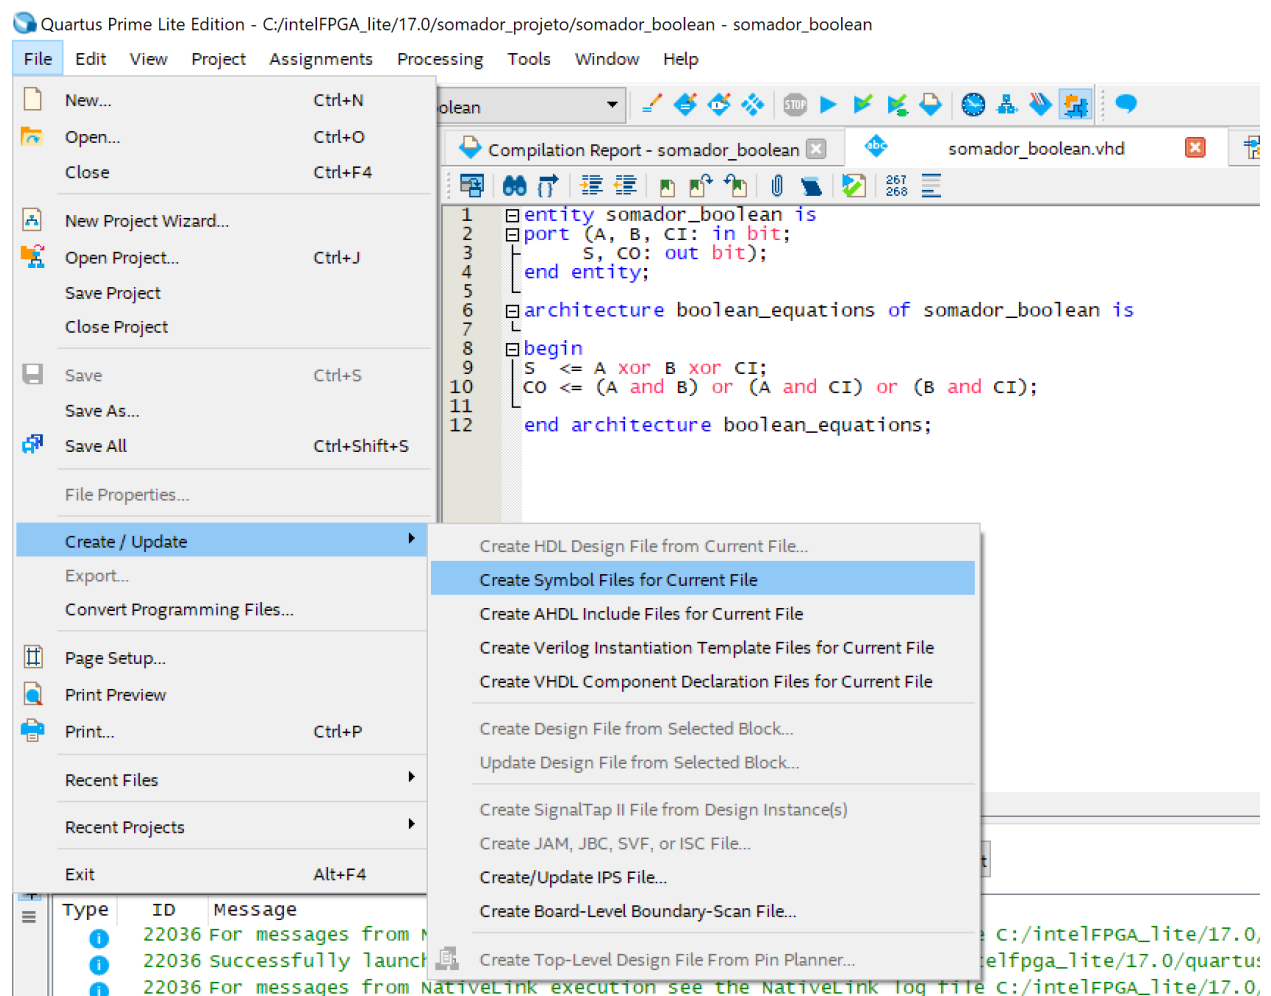 Quartus Prime Lite Edition - C:/intelFPGA_lite/17.0/somador_projeto/somador_boolean - somador_boolean
File Edit View Project Assignments Processing Tools Window Help
New... Ctrl+N
Open... Ctrl+O
Close Ctrl+F4
New Project Wizard...
Open Project... Ctrl+J
Save Project
Close Project
Save Ctrl+S
Save As...
Save All Ctrl+Shift+S
File Properties...
Create / Update
Export...
Convert Programming Files...
Page Setup...
Print Preview
Print... Ctrl+P
Recent Files
Recent Projects
Exit Alt+F4
olean
STOP
Compilation Report - somador_boolean
abc
somador_boolean.vhd
267
268
1 entity somador_boolean is
2 port (A, B, CI: in bit;
3 S, CO: out bit);
4 end entity;
5
6 architecture boolean_equations of somador_boolean is
7
8 begin
9 S <= A xor B xor CI;
10 CO <= (A and B) or (A and CI) or (B and CI);
11
12 end architecture boolean_equations;
Create HDL Design File from Current File...
Create Symbol Files for Current File
Create AHDL Include Files for Current File
Create Verilog Instantiation Template Files for Current File
Create VHDL Component Declaration Files for Current File
Create Design File from Selected Block...
Update Design File from Selected Block...
Create SignalTap II File from Design Instance(s)
Create JAM, JBC, SVF, or ISC File...
Create/Update IPS File...
Create Board-Level Boundary-Scan File...
Create Top-Level Design File From Pin Planner...
Type ID Message
22036 For messages from C:/intelFPGA_lite/17.0/
22036 Successfully launch elfpga_lite/17.0/quartus
22036 For messages from NativeLink execution see the NativeLink log file C:/intelFPGA_lite/17.0/